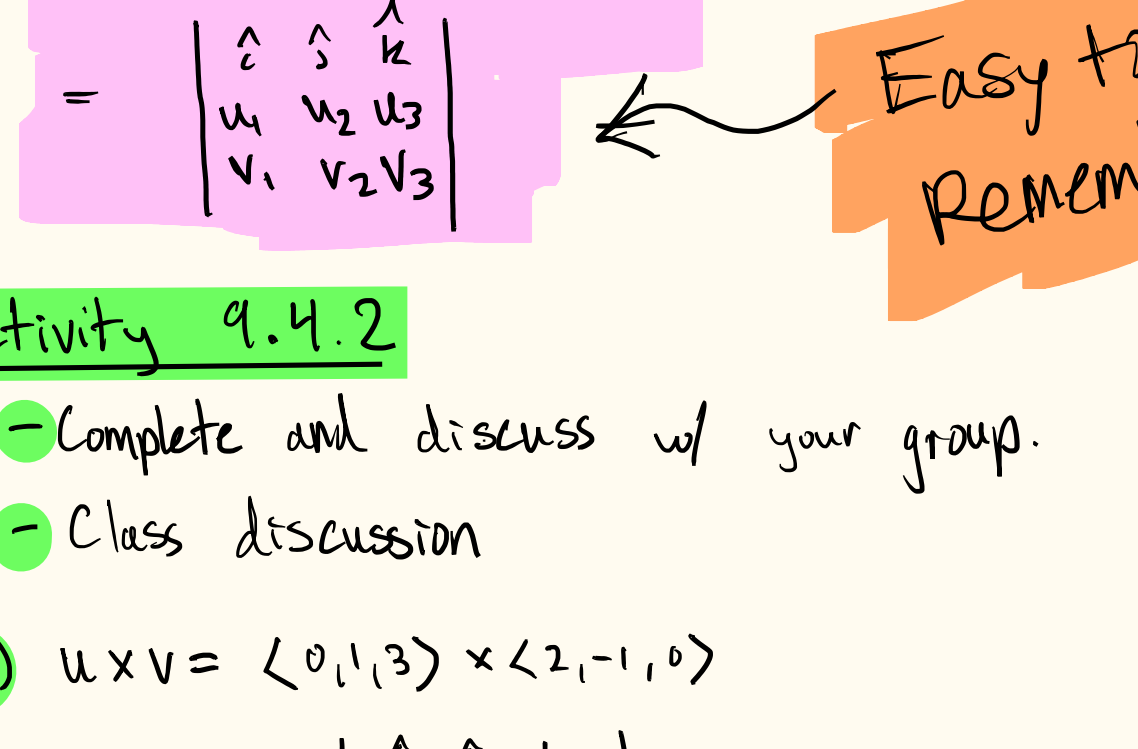 î ĵ k̂
= u₁ u₂ u₃
v₁ v₂ v₃
Easy
tivity 9.4.2
- Complete and discuss w/ your group.
- Class discussion
) u x v = ⟨0,1,3⟩ x ⟨2,-1,0⟩